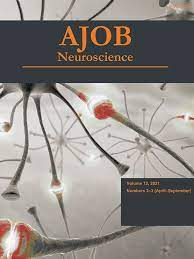 AJOB
Neuroscience
Volume 12, 2021
Numbers 2–3 (April–September)